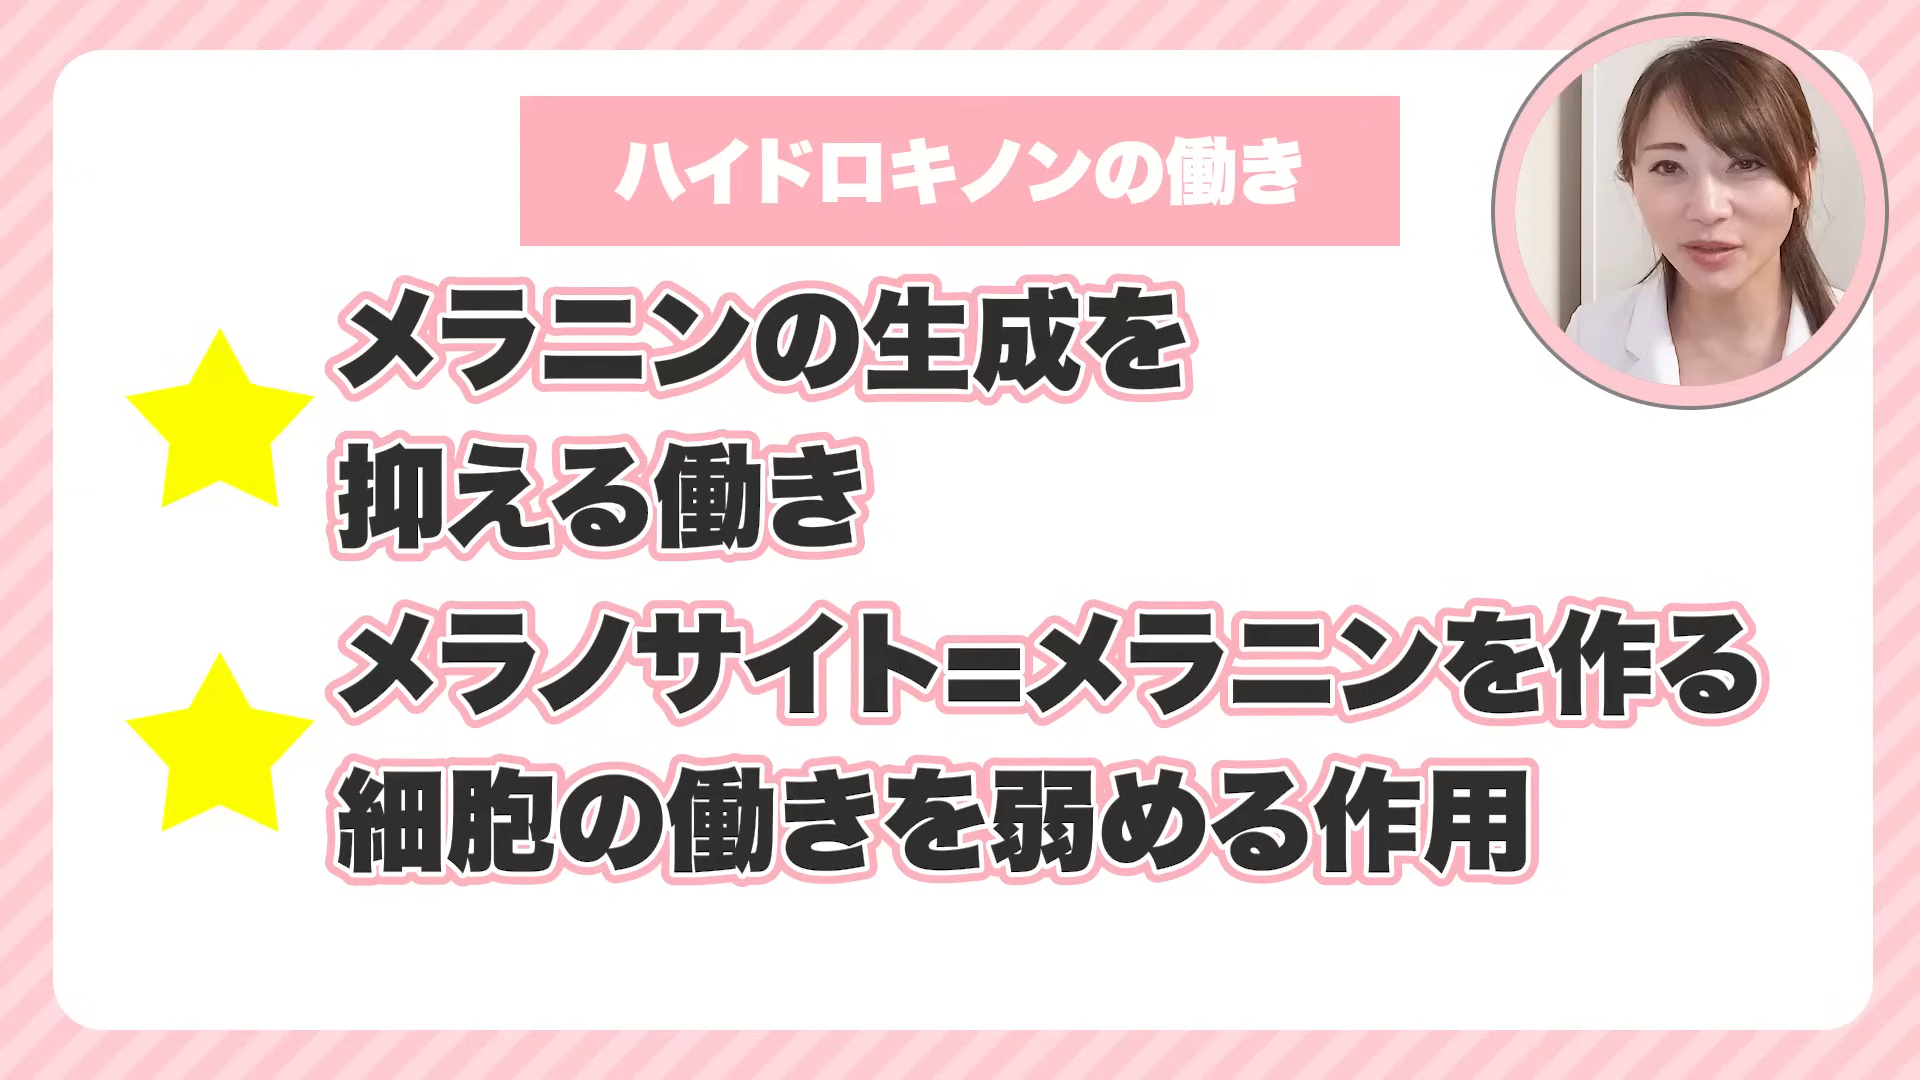 ハイドロキノンの働き
メラニンの生成を
抑える働き
メラノサイト=メラニンを作る
細胞の働きを弱める作用